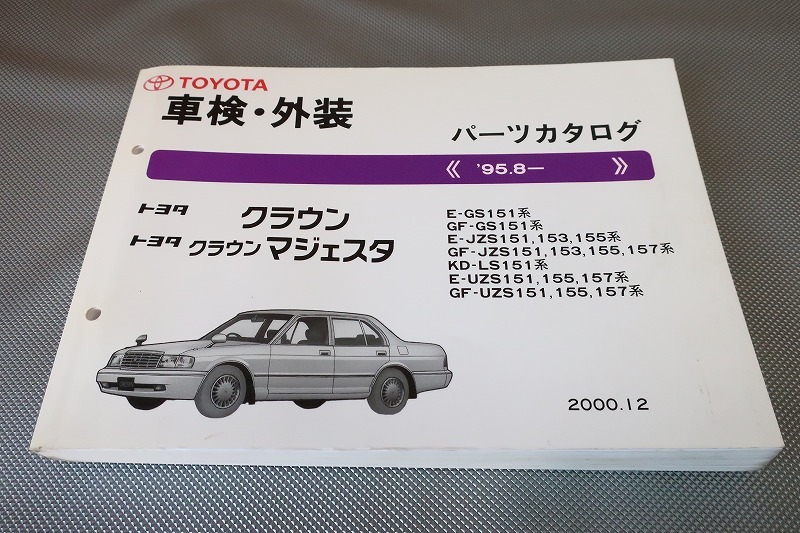 TOYOTA
車検・外装
パーツカタログ
《 '95.8ー 》
トヨタ クラウン
トヨタ クラウン マジェスタ
E-GS151系
GF-GS151系
E-JZS151,153,155系
GF-JZS151,153,155,157系
KD-LS151系
E-UZS151,155,157系
GF-UZS151,155,157系
2000.12